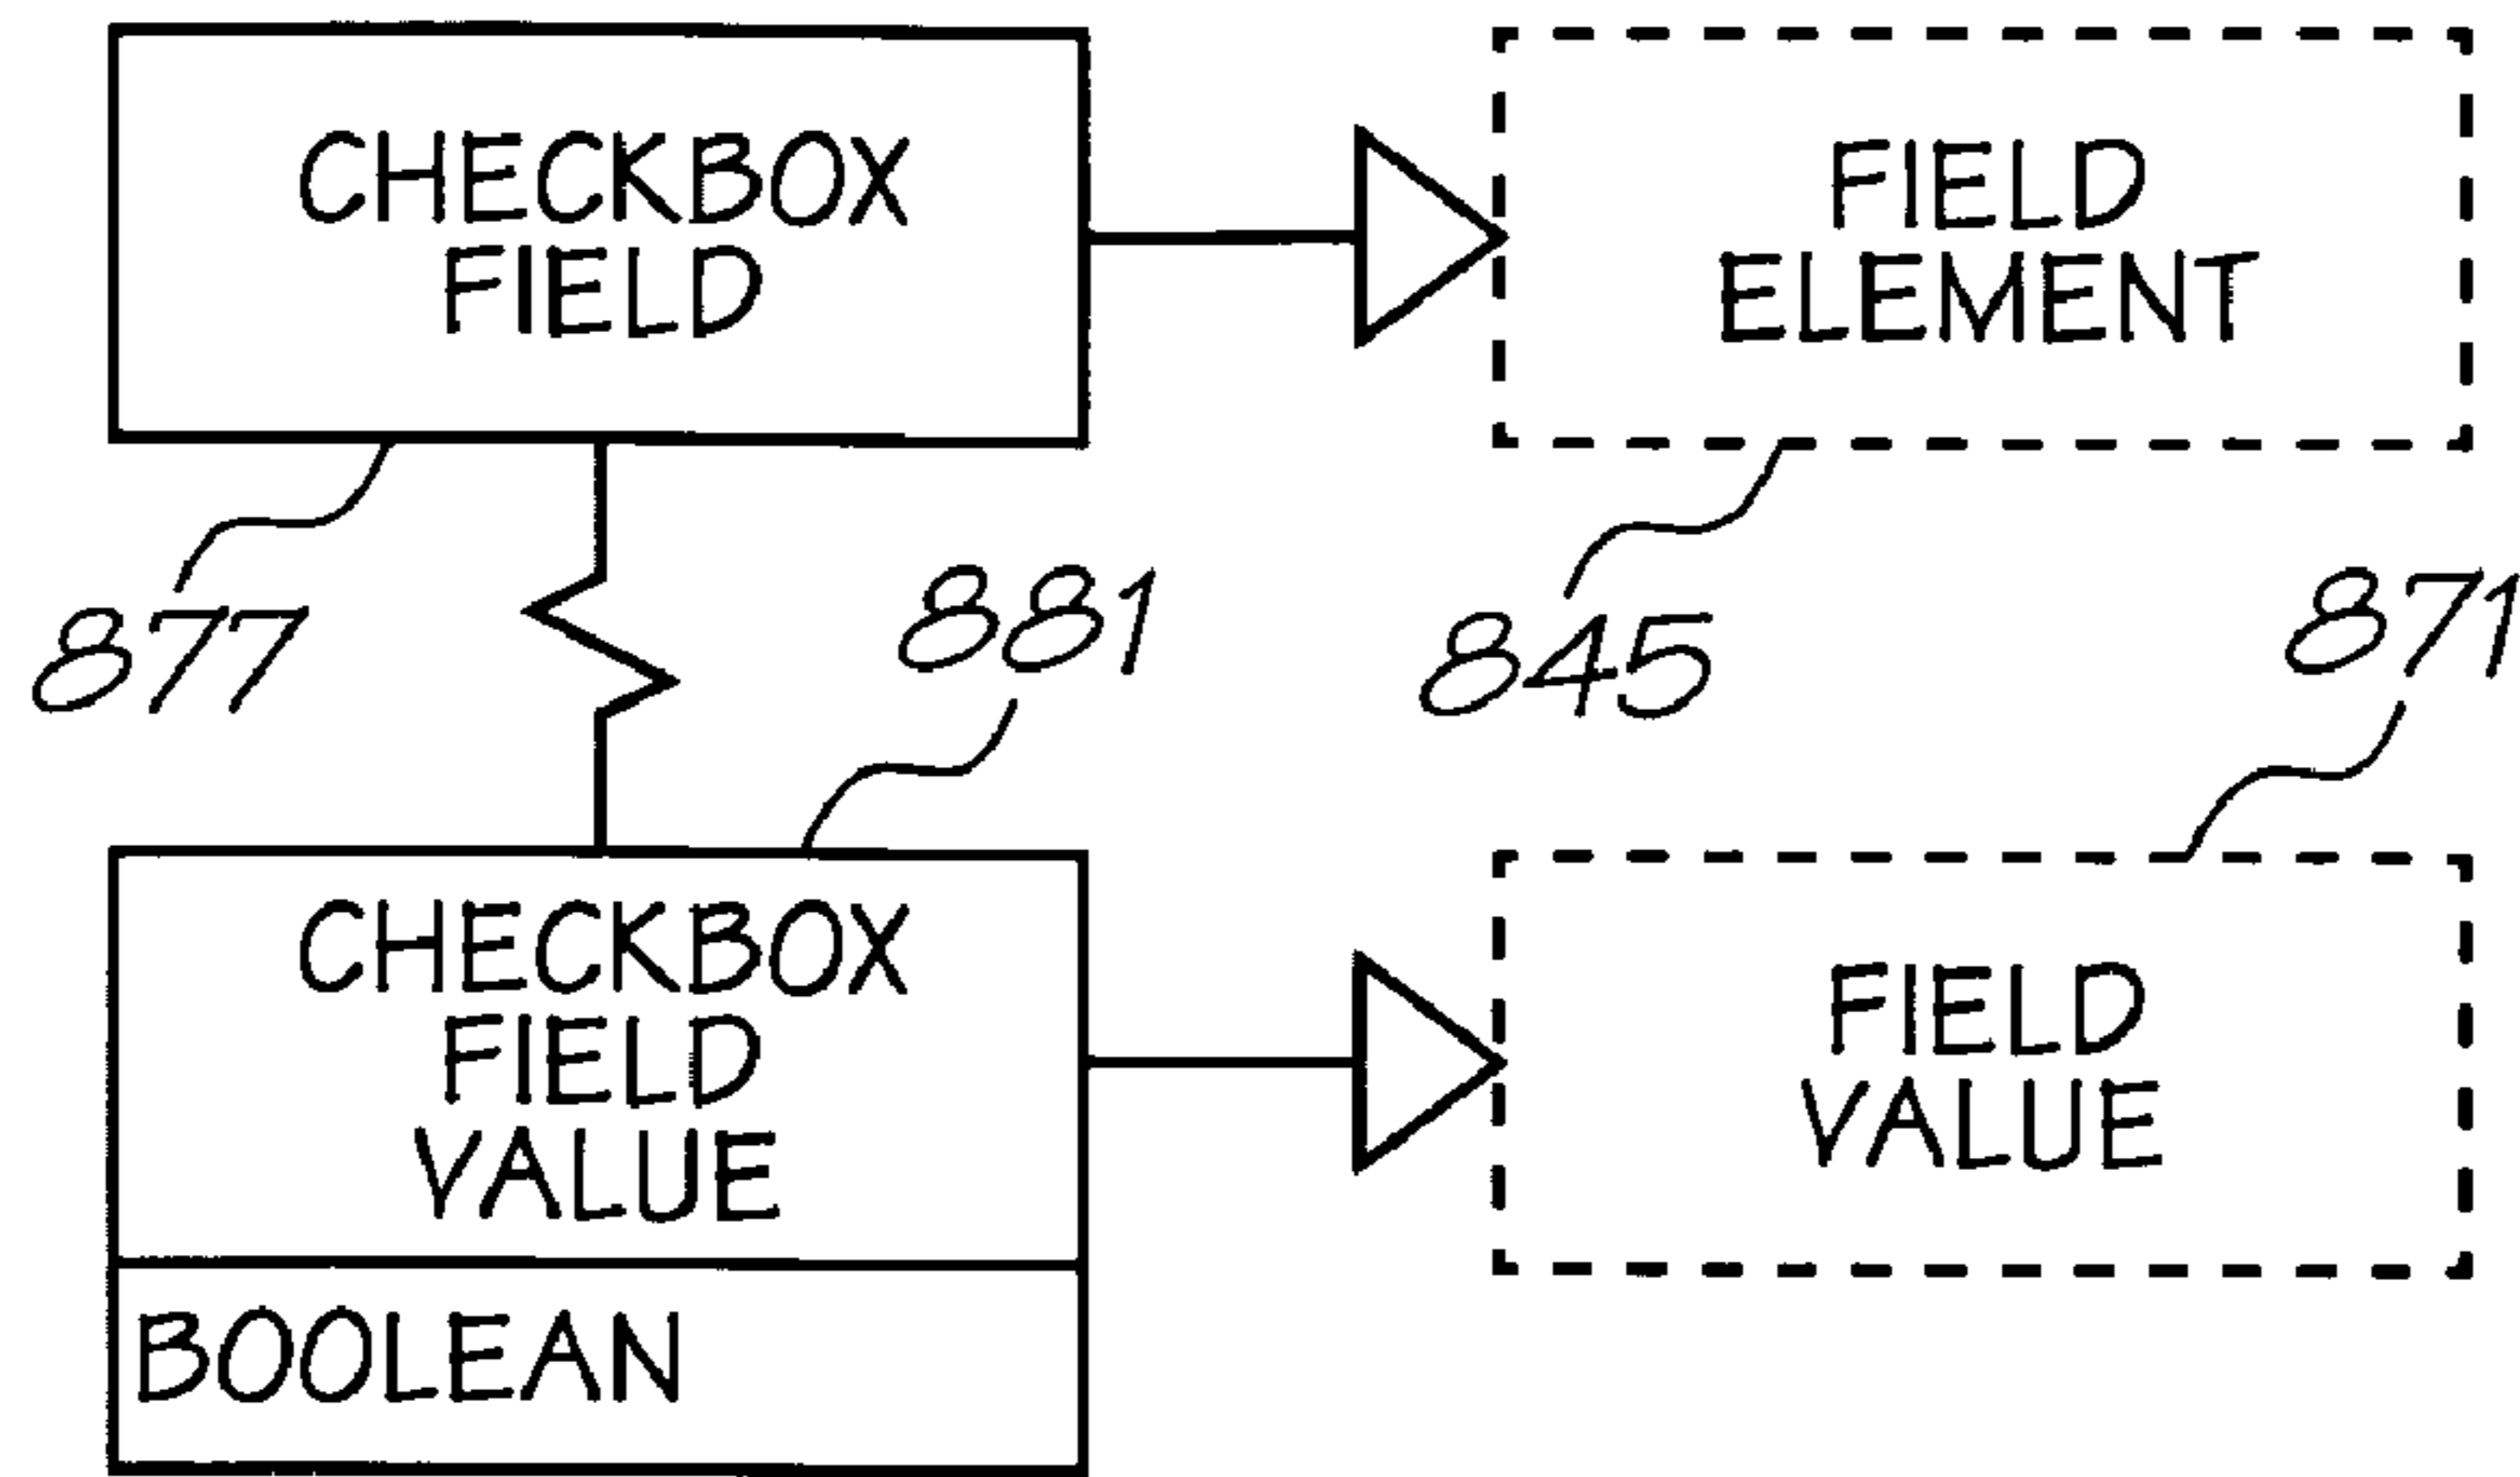 CHECKBOX
FIELD
FIELD
ELEMENT
877
881
845
871
CHECKBOX
FIELD
VALUE
BOOLEAN
FIELD
VALUE